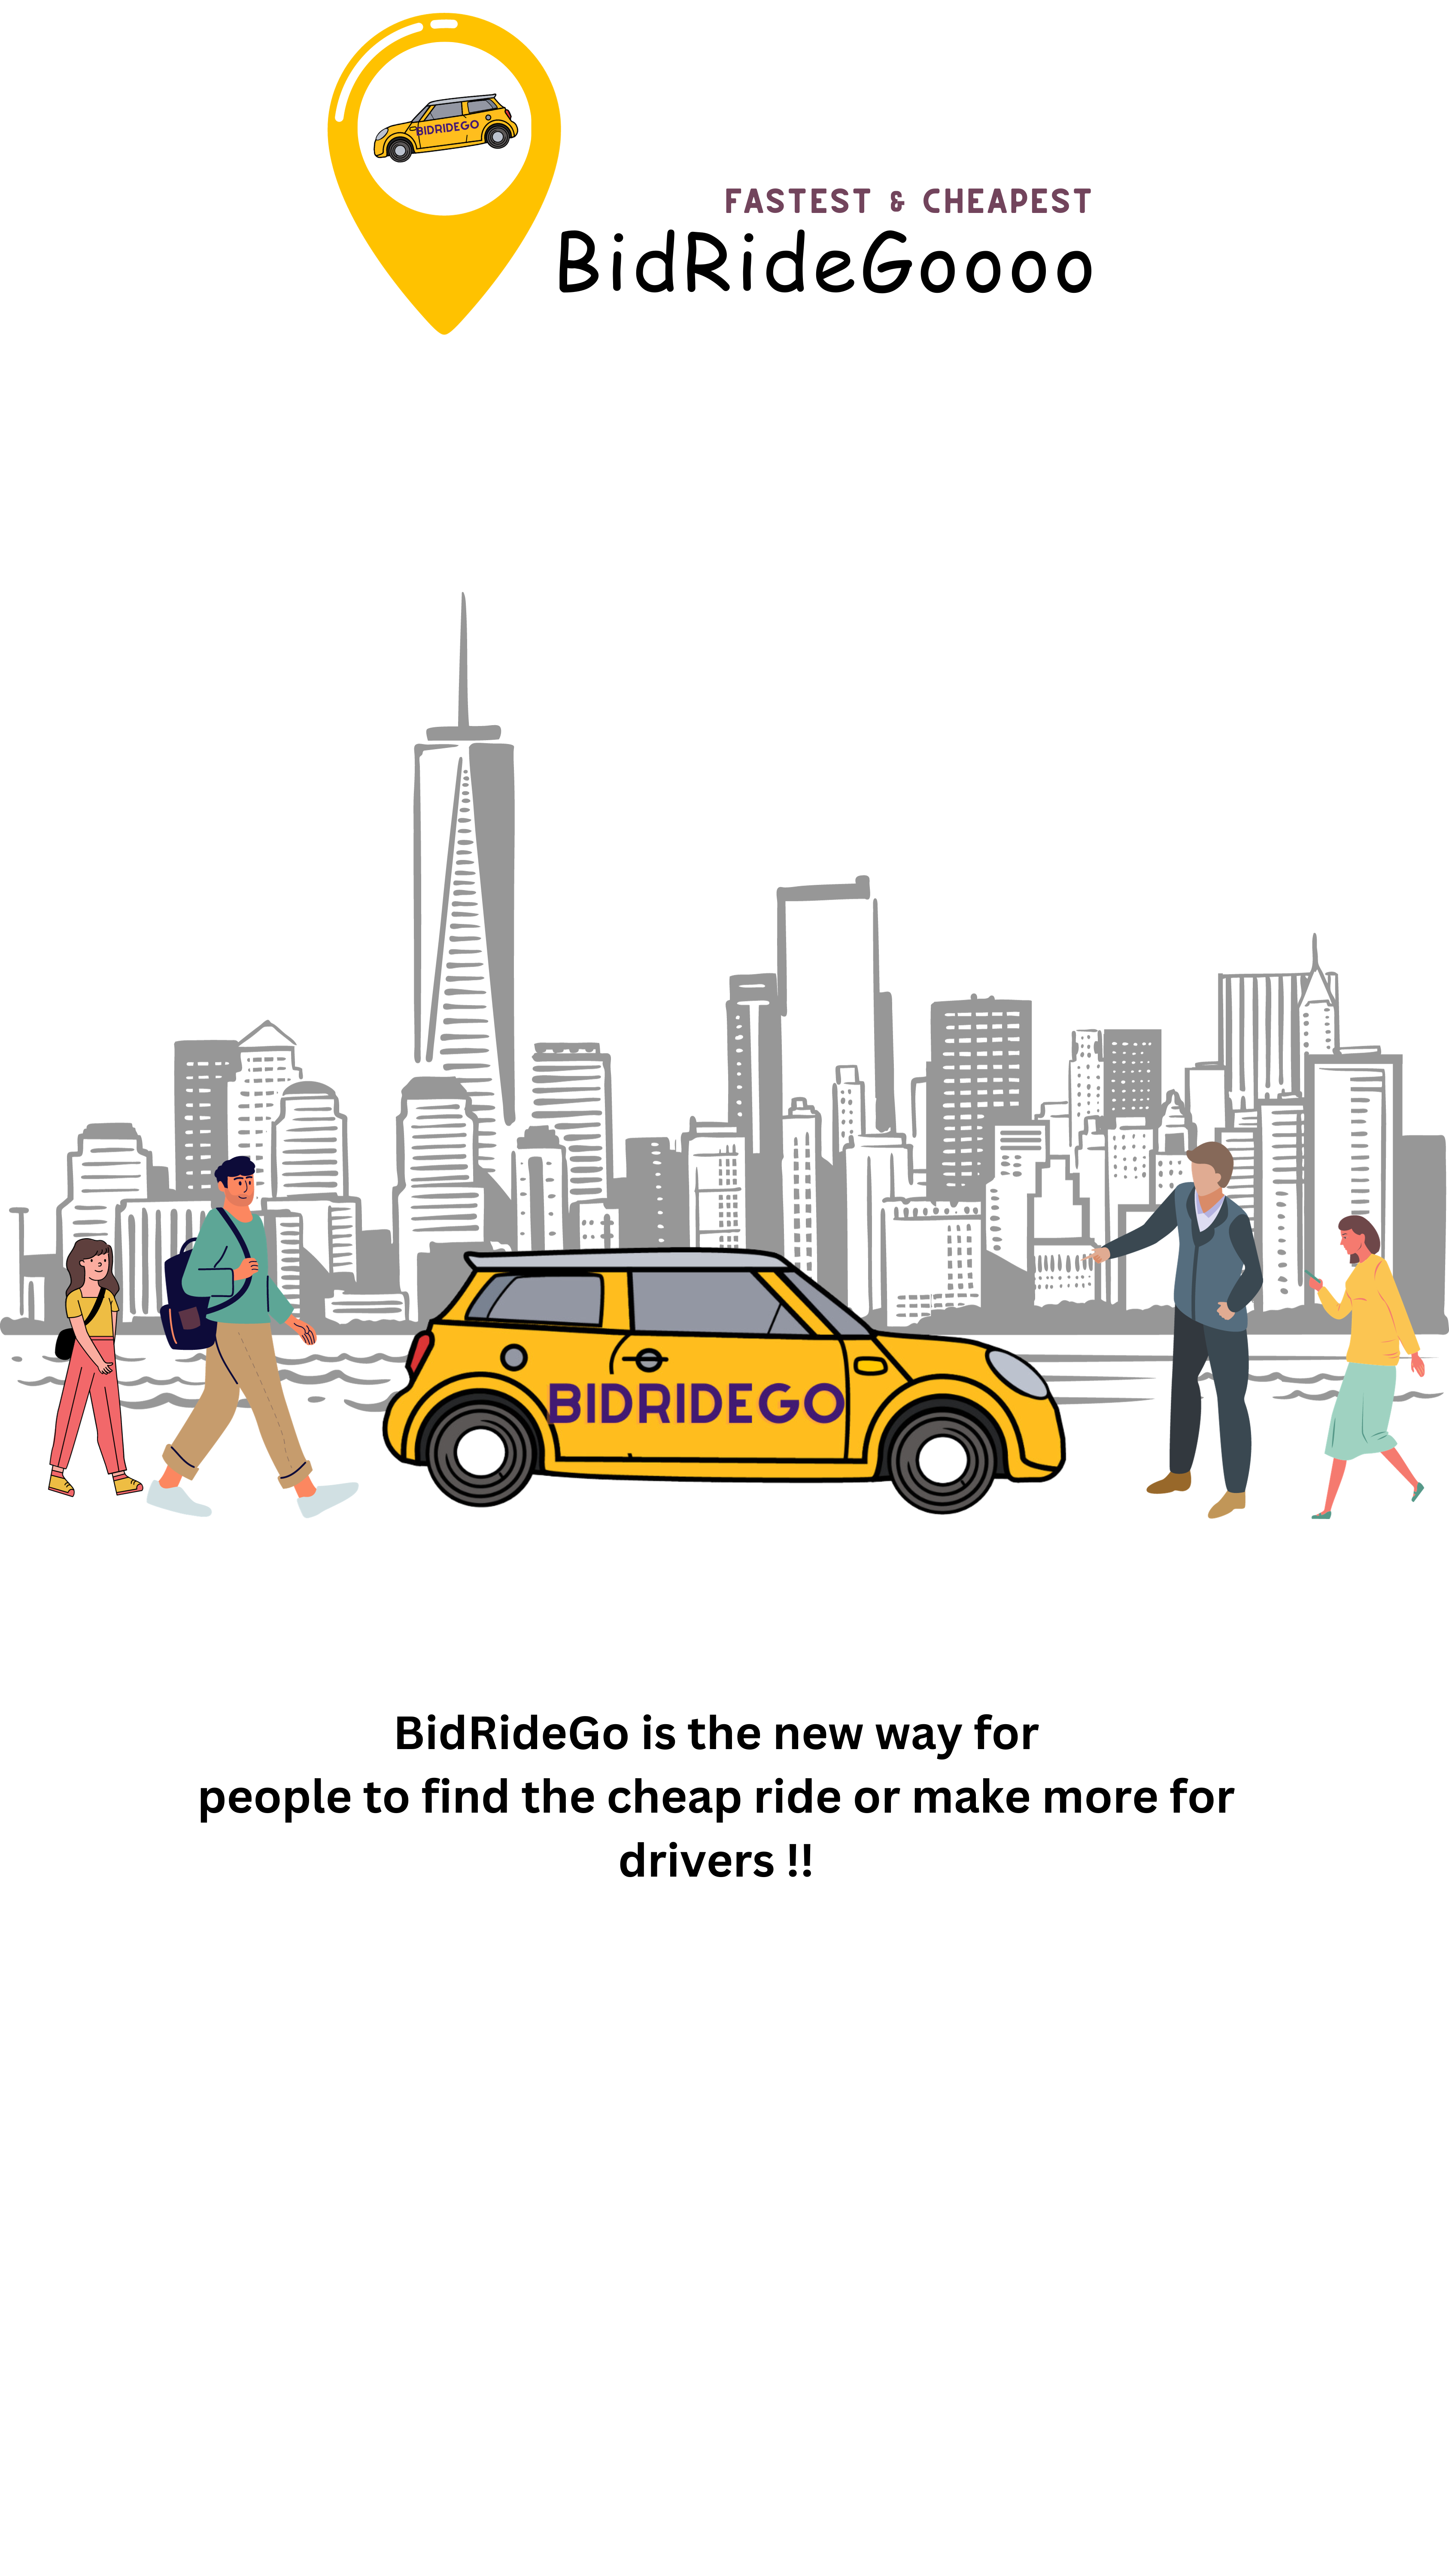 BIDRIDEGO
FASTEST & CHEAPEST
BidRideGoooo
BIDRIDEGO
BidRideGo is the new way for
people to find the cheap ride or make more for
drivers !!